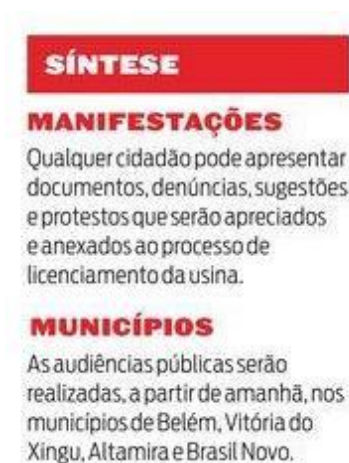 SÍNTESE
MANIFESTAÇÕES
Qualquer cidadão pode apresentar
documentos, denúncias, sugestões
e protestos que serão apreciados
e anexados ao processo de
licenciamento da usina.
MUNICÍPIOS
As audiências públicas serão
realizadas, a partir de amanhã, nos
municípios de Belém, Vitória do
Xingu, Altamira e Brasil Novo.